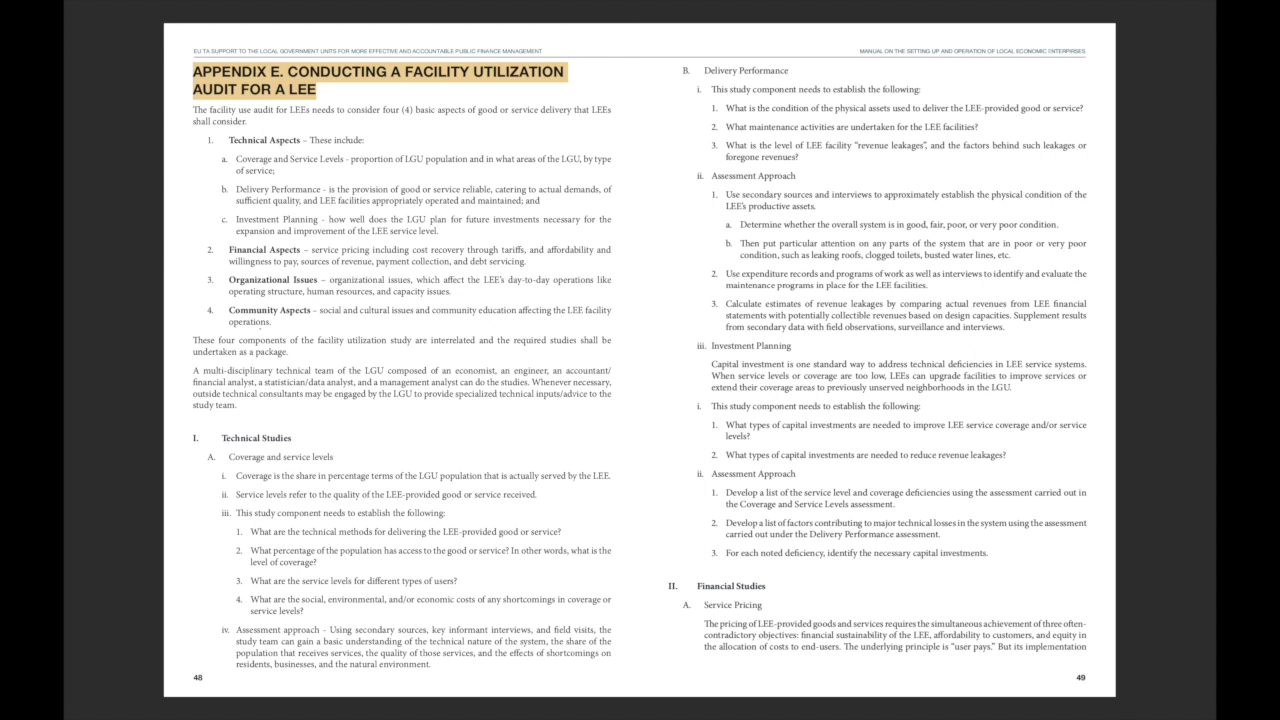 EU TA SUPPORT TO THE LOCAL GOVERNMENT UNITS FOR MORE EFFECTIVE AND ACCOUNTABLE PUBLIC FINANCE MANAGEMENT
APPENDIX E. CONDUCTING A FACILITY UTILIZATION
AUDIT FOR A LEE
The facility use audit for LEEs needs to consider four (4) basic aspects of good or service delivery that LEEs
shall consider.
1. Technical Aspects – These include:
a. Coverage and Service Levels - proportion of LGU population and in what areas of the LGU, by type
of service;
b. Delivery Performance - is the provision of good or service reliable, catering to actual demands, of
sufficient quality, and LEE facilities appropriately operated and maintained; and
c. Investment Planning - how well does the LGU plan for future investments necessary for the
expansion and improvement of the LEE service level.
2. Financial Aspects – service pricing including cost recovery through tariffs, and affordability and
willingness to pay, sources of revenue, payment collection, and debt servicing.
3. Organizational Issues – organizational issues, which affect the LEE's day-to-day operations like
operating structure, human resources, and capacity issues.
4. Community Aspects – social and cultural issues and community education affecting the LEE facility
operations.
These four components of the facility utilization study are interrelated and the required studies shall be
undertaken as a package.
A multi-disciplinary technical team of the LGU composed of an economist, an engineer, an accountant/
financial analyst, a statistician/data analyst, and a management analyst can do the studies. Whenever necessary,
outside technical consultants may be engaged by the LGU to provide specialized technical inputs/advice to the
study team.
I. Technical Studies
A. Coverage and service levels
i. Coverage is the share in percentage terms of the LGU population that is actually served by the LEE.
ii. Service levels refer to the quality of the LEE-provided good or service received.
iii. This study component needs to establish the following:
1. What are the technical methods for delivering the LEE-provided good or service?
2. What percentage of the population has access to the good or service? In other words, what is the
level of coverage?
3. What are the service levels for different types of users?
4. What are the social, environmental, and/or economic costs of any shortcomings in coverage or
service levels?
iv. Assessment approach - Using secondary sources, key informant interviews, and field visits, the
study team can gain a basic understanding of the technical nature of the system, the share of the
population that receives services, the quality of those services, and the effects of shortcomings on
residents, businesses, and the natural environment.
48
MANUAL ON THE SETTING UP AND OPERATION OF LOCAL ECONOMIC ENTERPIRSES
B. Delivery Performance
i. This study component needs to establish the following:
1. What is the condition of the physical assets used to deliver the LEE-provided good or service?
2. What maintenance activities are undertaken for the LEE facilities?
3. What is the level of LEE facility “revenue leakages”, and the factors behind such leakages or
foregone revenues?
ii. Assessment Approach
1. Use secondary sources and interviews to approximately establish the physical condition of the
LEE's productive assets.
a. Determine whether the overall system is in good, fair, poor, or very poor condition.
b. Then put particular attention on any parts of the system that are in poor or very poor
condition, such as leaking roofs, clogged toilets, busted water lines, etc.
2. Use expenditure records and programs of work as well as interviews to identify and evaluate the
maintenance programs in place for the LEE facilities.
3. Calculate estimates of revenue leakages by comparing actual revenues from LEE financial
statements with potentially collectible revenues based on design capacities. Supplement results
from secondary data with field observations, surveillance and interviews.
iii. Investment Planning
Capital investment is one standard way to address technical deficiencies in LEE service systems.
When service levels or coverage are too low, LEEs can upgrade facilities to improve services or
extend their coverage areas to previously unserved neighborhoods in the LGU.
i. This study component needs to establish the following:
1. What types of capital investments are needed to improve LEE service coverage and/or service
levels?
2. What types of capital investments are needed to reduce revenue leakages?
ii. Assessment Approach
1. Develop a list of the service level and coverage deficiencies using the assessment carried out in
the Coverage and Service Levels assessment.
2. Develop a list of factors contributing to major technical losses in the system using the assessment
carried out under the Delivery Performance assessment.
3. For each noted deficiency, identify the necessary capital investments.
II. Financial Studies
A. Service Pricing
The pricing of LEE-provided goods and services requires the simultaneous achievement of three often-
contradictory objectives: financial sustainability of the LEE, affordability to customers, and equity in
the allocation of costs to end-users. The underlying principle is “user pays.” But its implementation
49